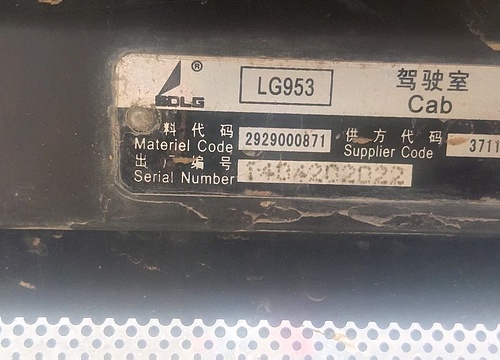 SDLG ®
LG953
驾驶室
Cab
料代码
Materiel Code 2929000871
供方代码
Supplier Code 3711
出 编号
Serial Number